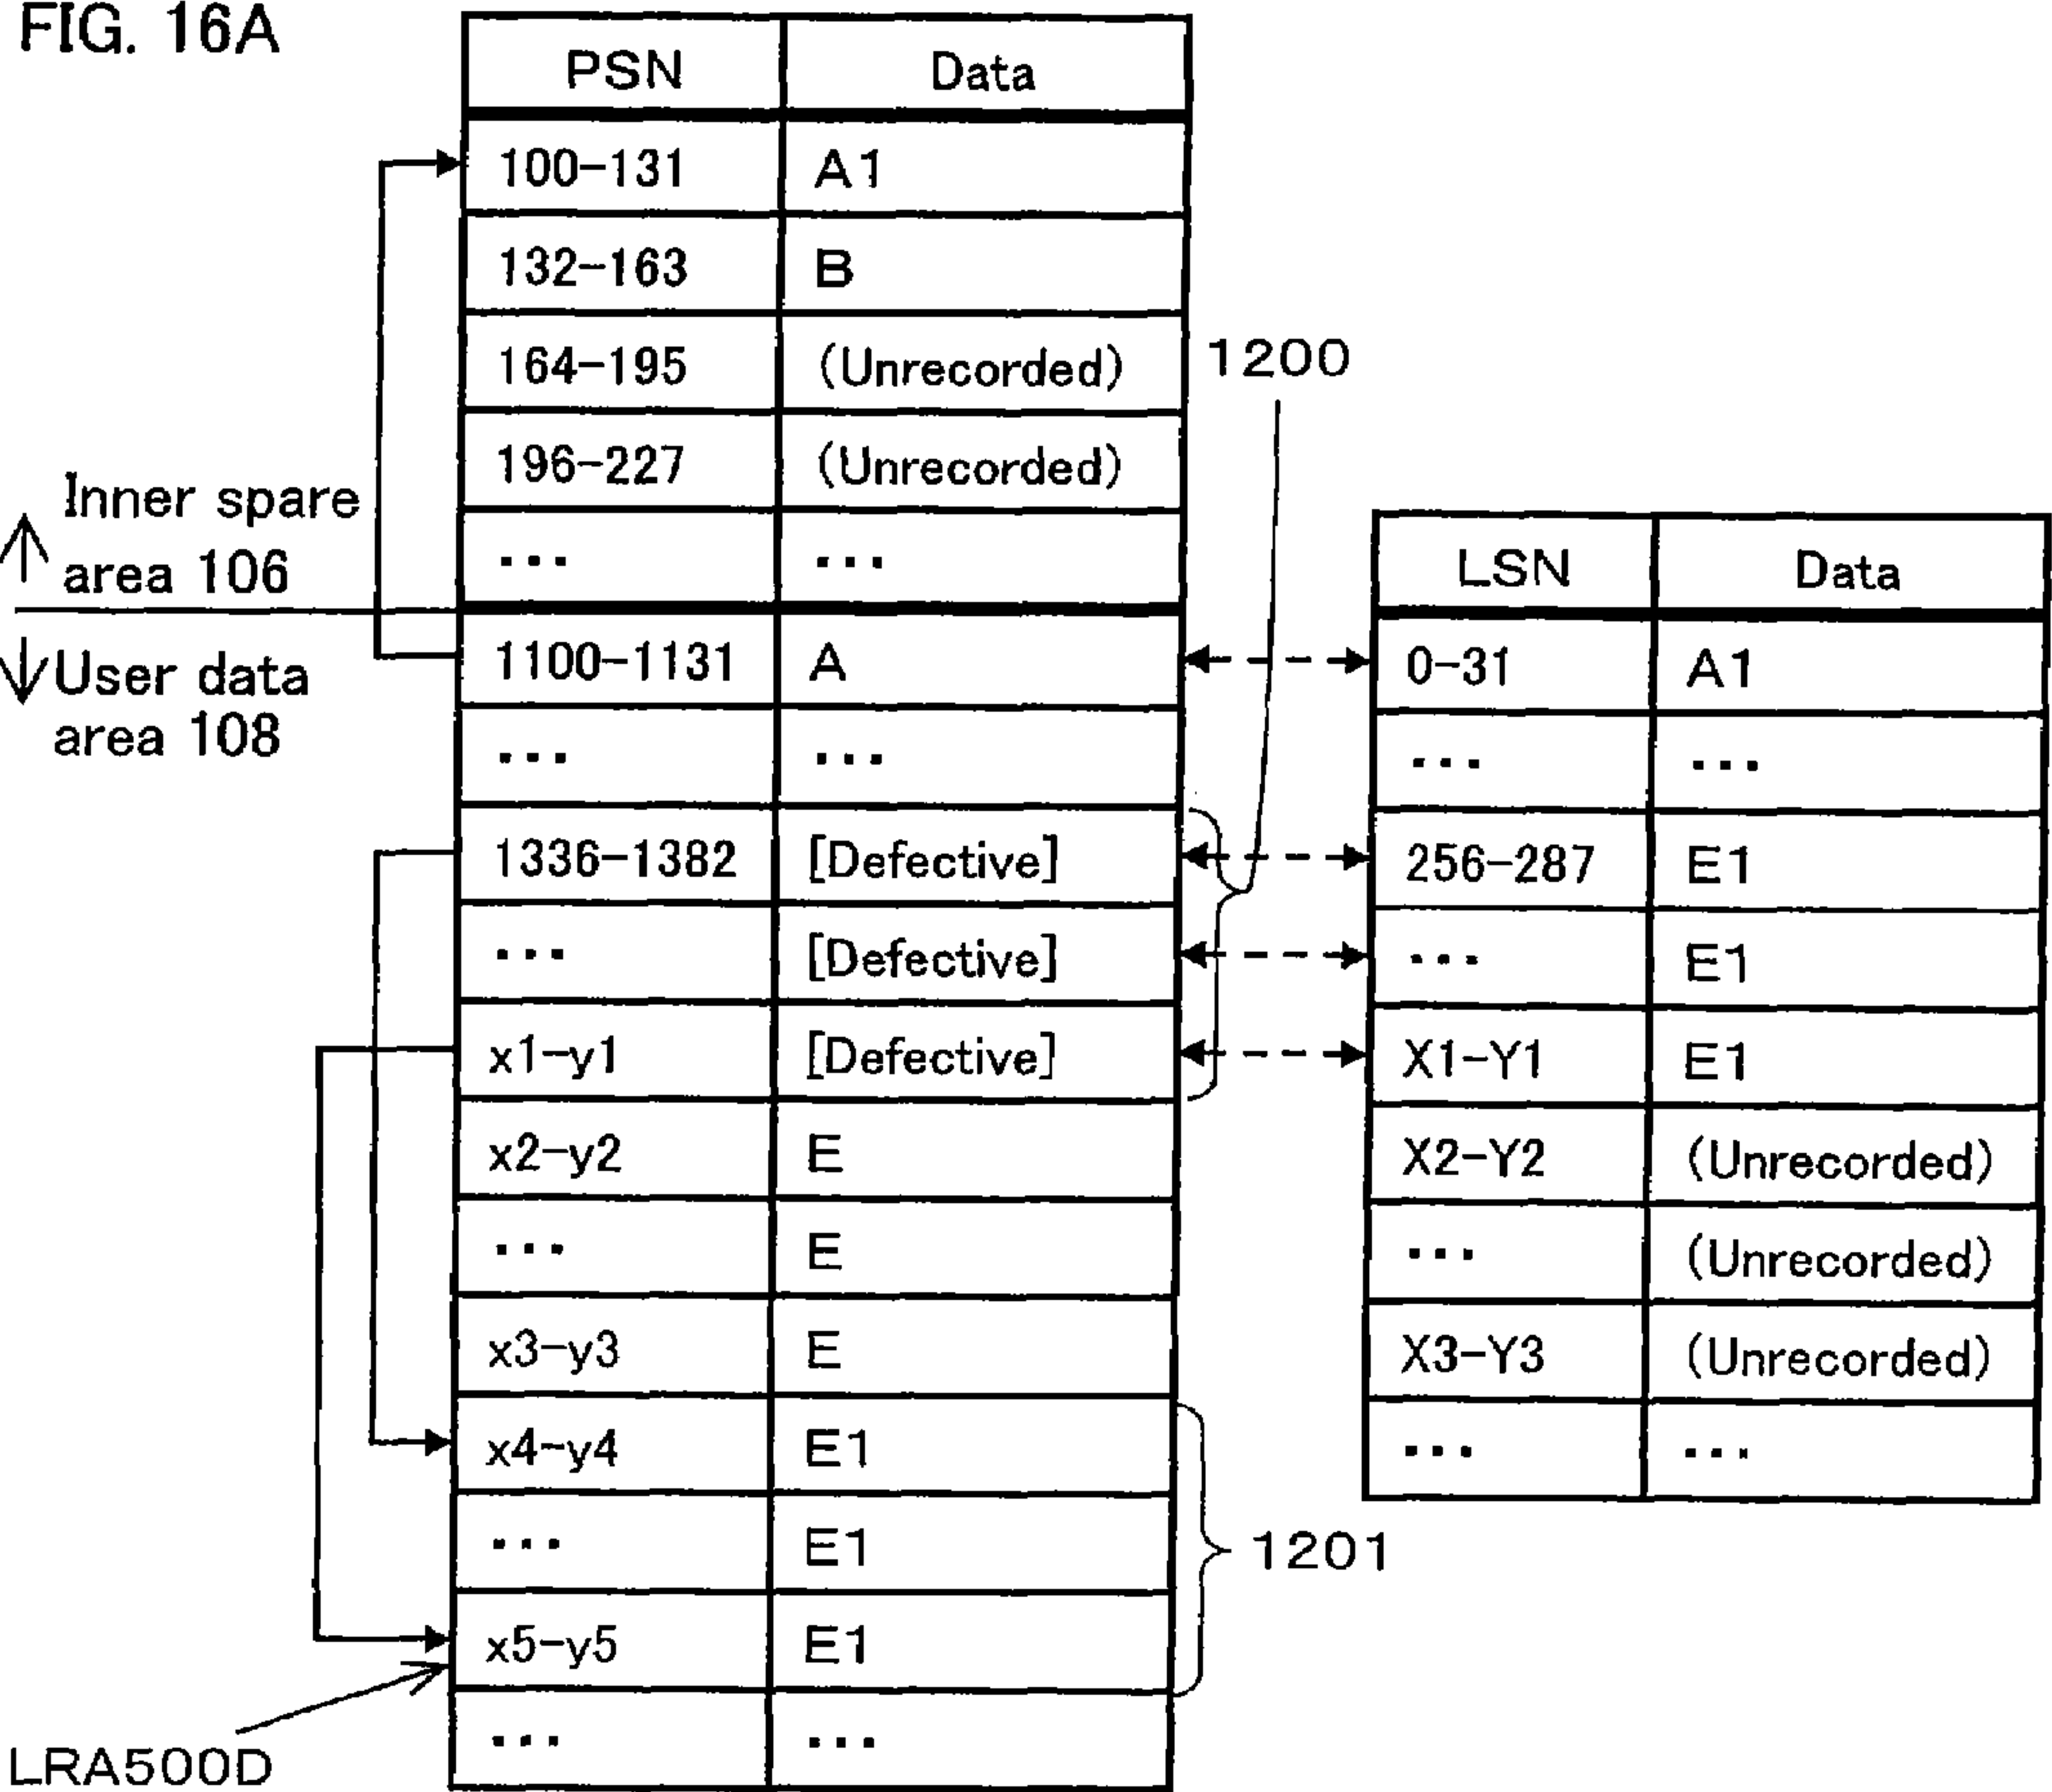 FIG. 16A
PSN Data
100-131 A1
132-163 B
164-195 (Unrecorded)
196-227 (Unrecorded)
... ...
1100-1131 A
... ...
1336-1382 [Defective]
... [Defective]
x1-y1 [Defective]
x2-y2 E
... E
x3-y3 E
x4-y4 E1
... E1
x5-y5 E1
... ...
Inner spare
area 106
User data
area 108
LRA500D
1200
1201
LSN Data
0-31 A1
... ...
256-287 E1
... E1
X1-Y1 E1
X2-Y2 (Unrecorded)
... (Unrecorded)
X3-Y3 (Unrecorded)
... ...